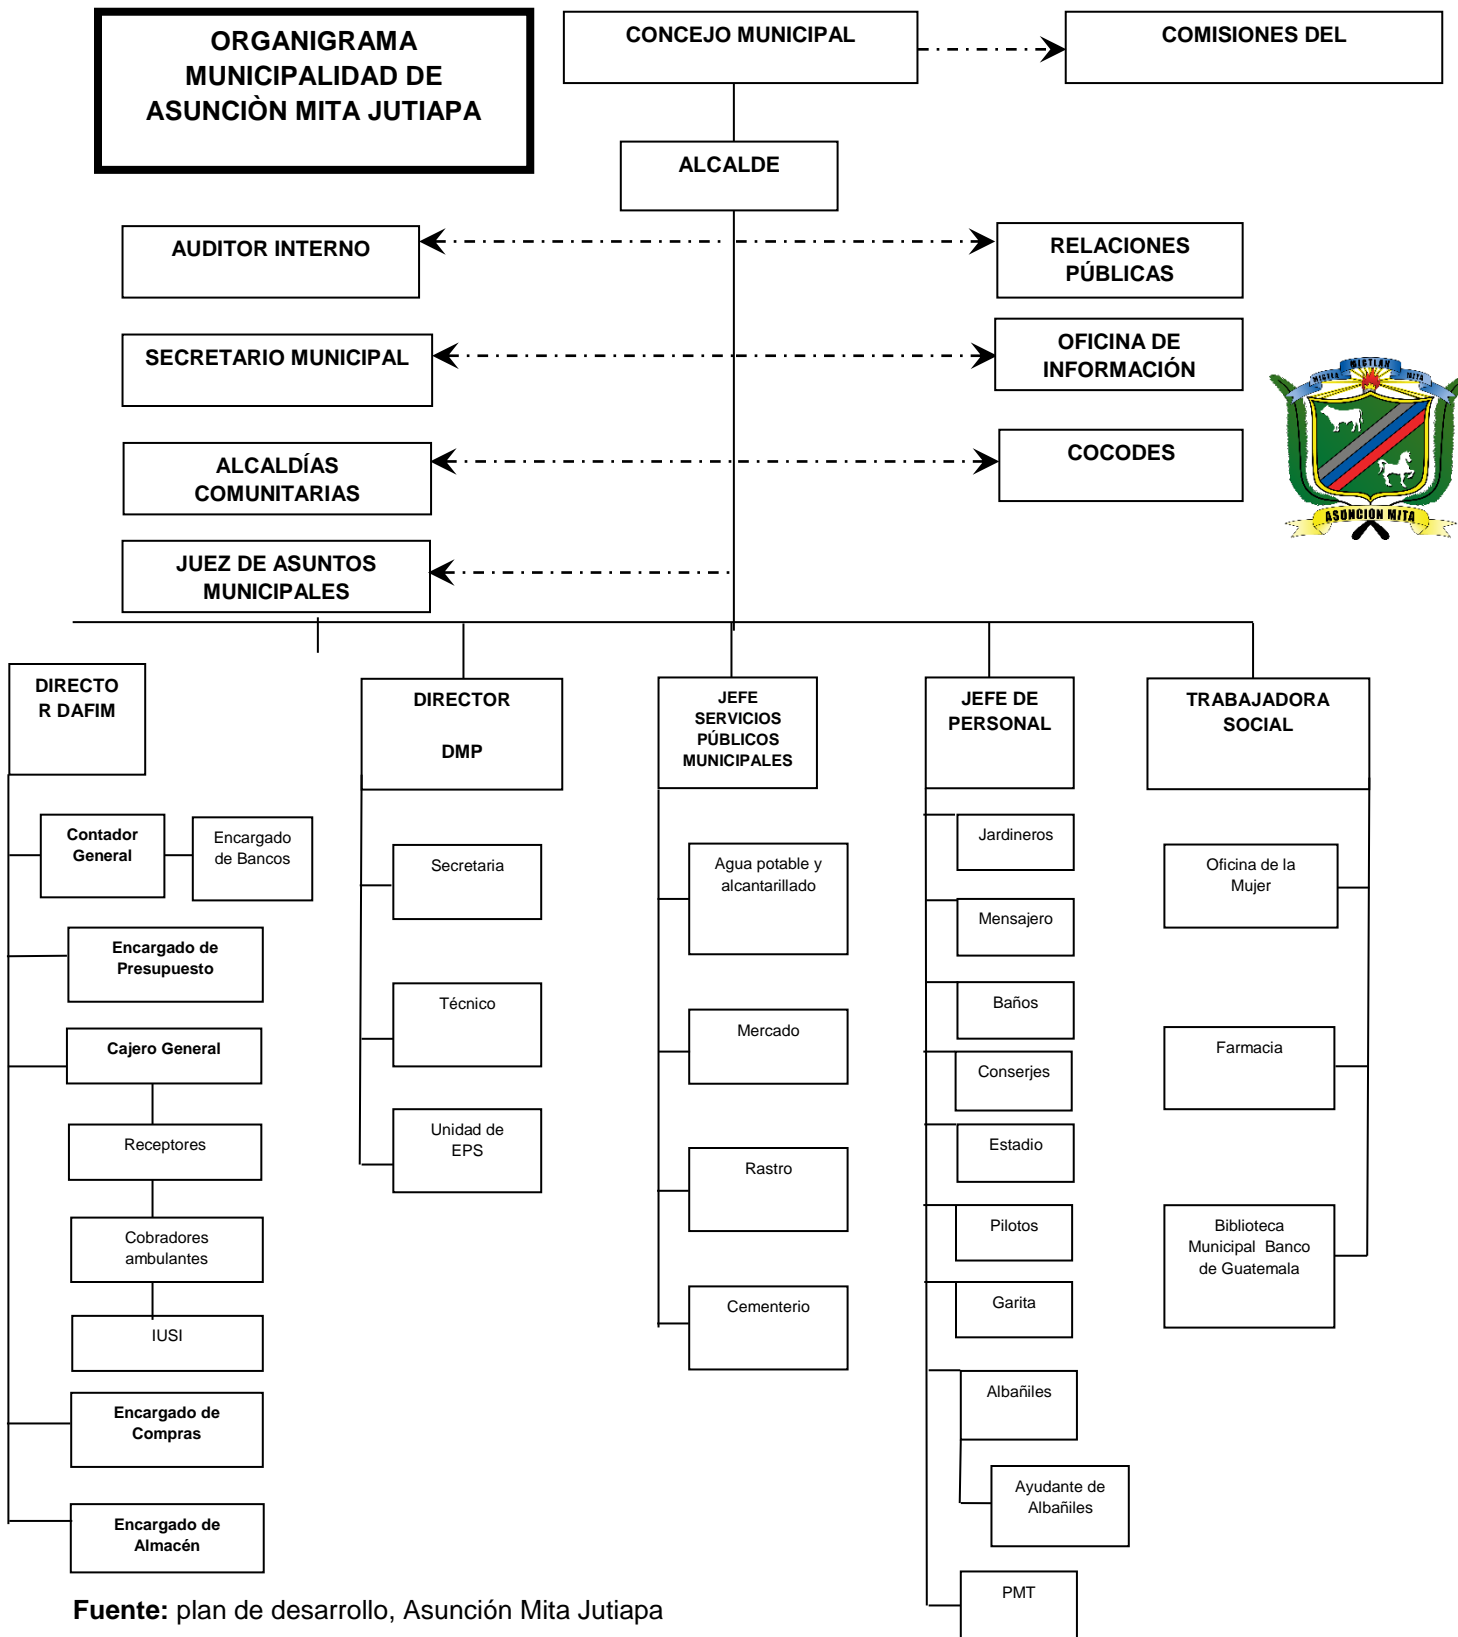 ORGANIGRAMA
MUNICIPALIDAD DE
ASUNCIÒN MITA JUTIAPA
CONCEJO MUNICIPAL
COMISIONES DEL
ALCALDE
AUDITOR INTERNO
RELACIONES
PÚBLICAS
SECRETARIO MUNICIPAL
OFICINA DE
INFORMACIÓN
ALCALDÍAS
COMUNITARIAS
COCODES
MICTLA MICTLAN MITA
ASUNCION MITA
JUEZ DE ASUNTOS
MUNICIPALES
DIRECTO
R DAFIM
DIRECTOR
DMP
JEFE
SERVICIOS
PÚBLICOS
MUNICIPALES
JEFE DE
PERSONAL
TRABAJADORA
SOCIAL
Contador
General
Encargado
de Bancos
Encargado de
Presupuesto
Cajero General
Receptores
Cobradores
ambulantes
IUSI
Encargado de
Compras
Encargado de
Almacén
Secretaria
Técnico
Unidad de
EPS
Agua potable y
alcantarillado
Mercado
Rastro
Cementerio
Jardineros
Mensajero
Baños
Conserjes
Estadio
Pilotos
Garita
Albañiles
Ayudante de
Albañiles
PMT
Oficina de la
Mujer
Farmacia
Biblioteca
Municipal Banco
de Guatemala
Fuente: plan de desarrollo, Asunción Mita Jutiapa